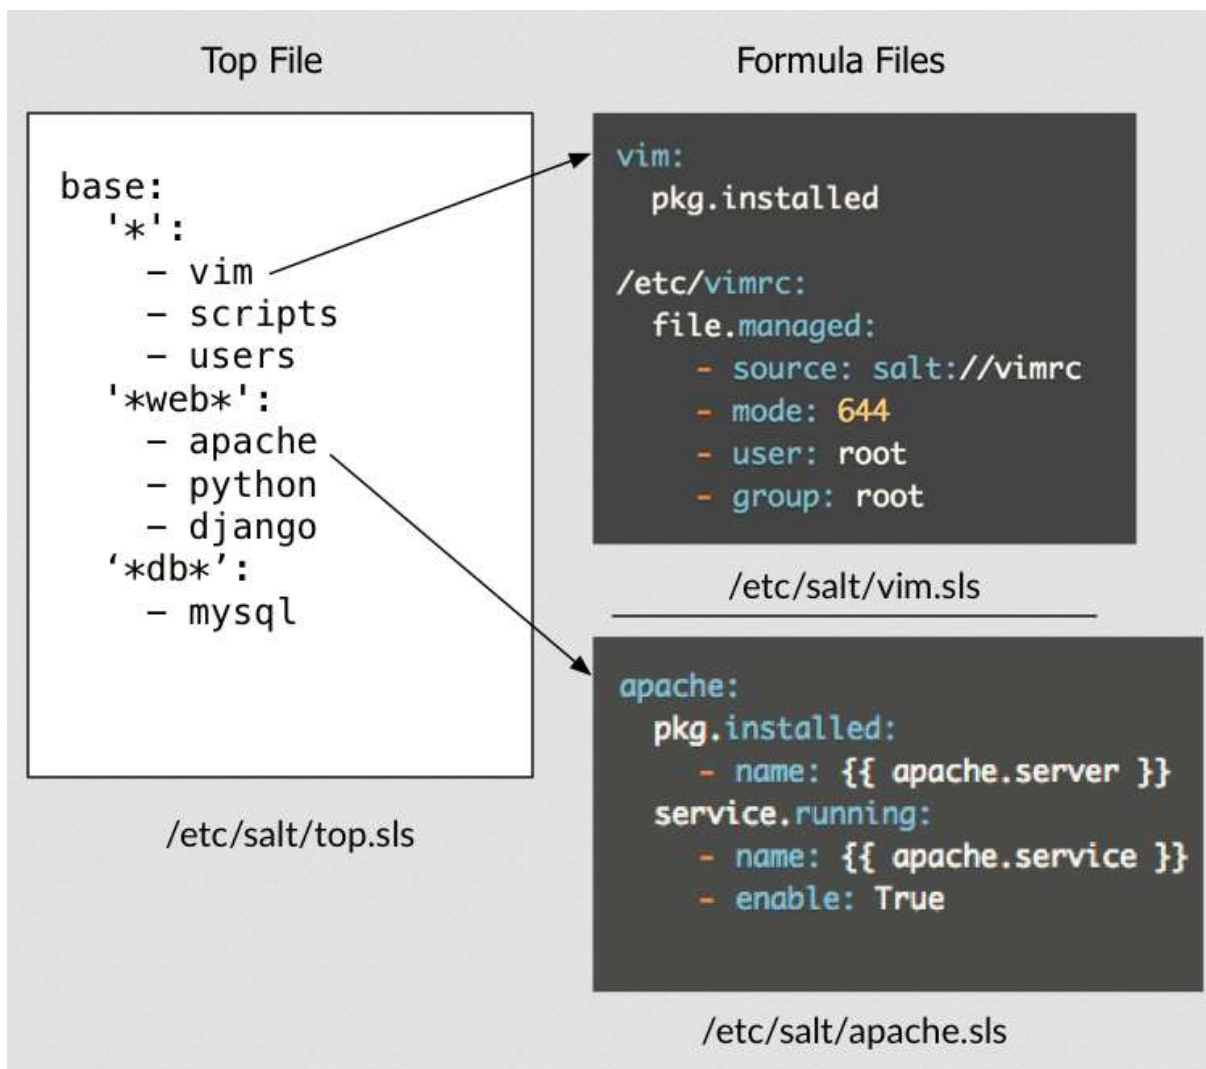 Top File
base:
  '*':
    – vim
    – scripts
    – users
  '*web*':
    – apache
    – python
    – django
  ‘*db*’:
    – mysql
/etc/salt/top.sls
Formula Files
vim:
  pkg.installed
/etc/vimrc:
  file.managed:
    - source: salt://vimrc
    - mode: 644
    - user: root
    - group: root
/etc/salt/vim.sls
apache:
  pkg.installed:
    - name: {{ apache.server }}
  service.running:
    - name: {{ apache.service }}
    - enable: True
/etc/salt/apache.sls